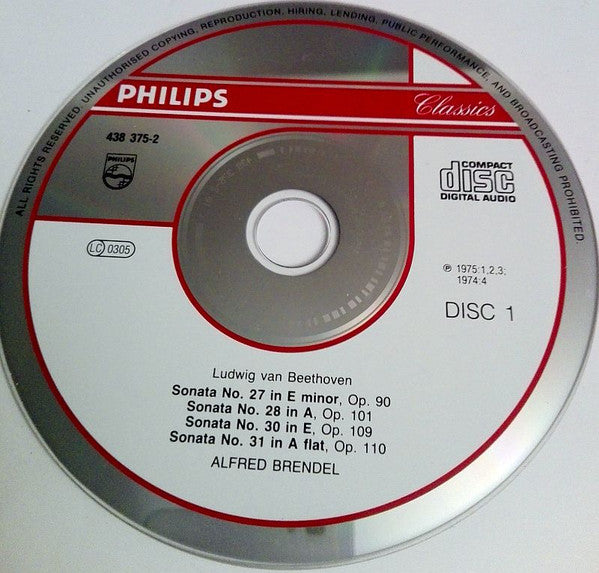 ALL RIGHTS RESERVED. UNAUTHORISED COPYING, REPRODUCTION, HIRING, LENDING, PUBLIC PERFORMANCE, AND BROADCASTING PROHIBITED.
PHILIPS Classics
438 375-2
PHILIPS
COMPACT
disc
DIGITAL AUDIO
LC 0305
℗ 1975:1,2,3;
1974:4
DISC 1
Ludwig van Beethoven
Sonata No. 27 in E minor, Op. 90
Sonata No. 28 in A, Op. 101
Sonata No. 30 in E, Op. 109
Sonata No. 31 in A flat, Op. 110
ALFRED BRENDEL